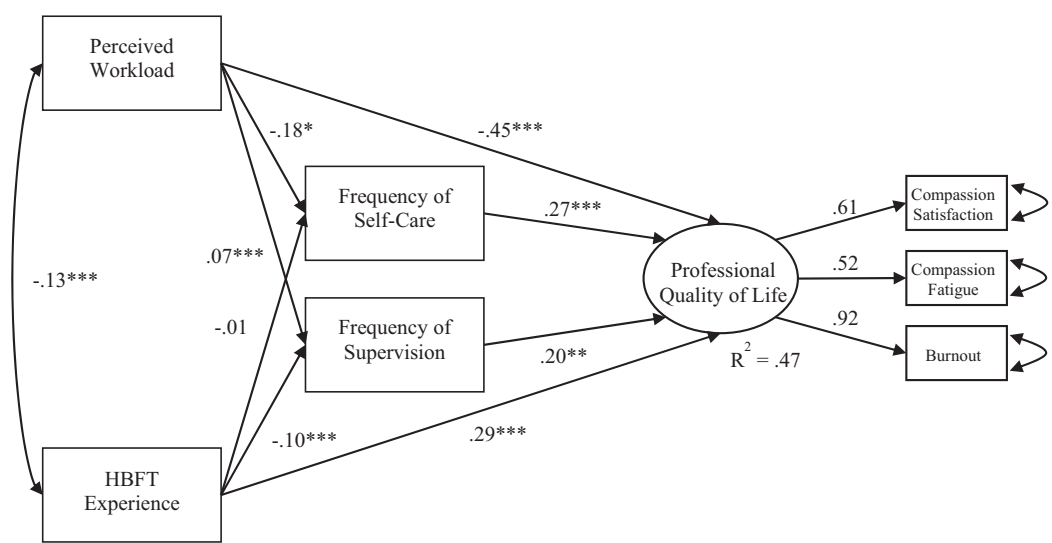 Perceived
Workload
-.18*
-.45***
Frequency of
Self-Care
.27***
.61
Compassion
Satisfaction
.07***
-.13***
Professional
Quality of Life
.52
Compassion
Fatigue
-.01
Frequency of
Supervision
.20**
.92
Burnout
R2 = .47
-.10***
.29***
HBFT
Experience